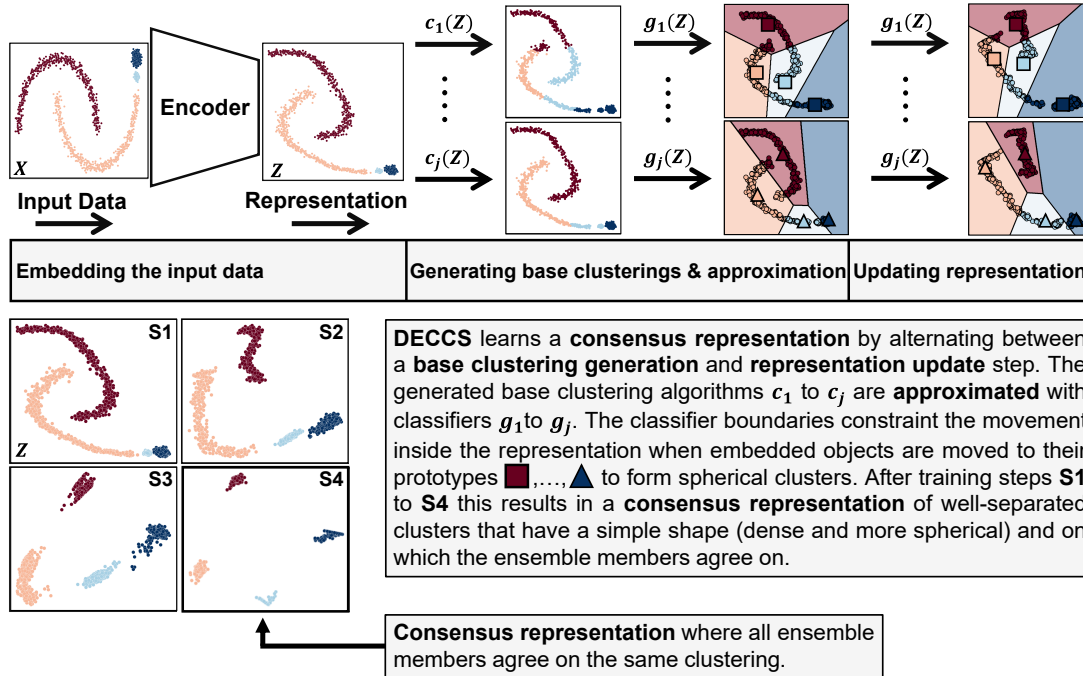 c₁(Z)
g₁(Z)
g₁(Z)
Encoder
X
Z
c_j(Z)
g_j(Z)
g_j(Z)
Input Data
Representation
Embedding the input data
Generating base clusterings & approximation
Updating representation
S1
Z
S2
S3
S4
DECCS learns a consensus representation by alternating between
a base clustering generation and representation update step. The
generated base clustering algorithms c₁ to c_j are approximated with
classifiers g₁to g_j. The classifier boundaries constraint the movement
inside the representation when embedded objects are moved to their
prototypes ■,…,▲ to form spherical clusters. After training steps S1
to S4 this results in a consensus representation of well-separated
clusters that have a simple shape (dense and more spherical) and on
which the ensemble members agree on.
Consensus representation where all ensemble
members agree on the same clustering.